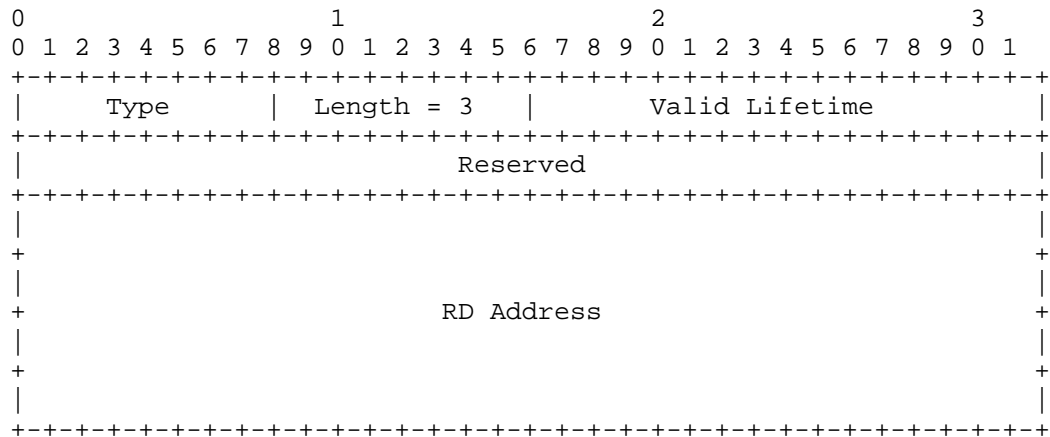 0                   1                   2                   3
0 1 2 3 4 5 6 7 8 9 0 1 2 3 4 5 6 7 8 9 0 1 2 3 4 5 6 7 8 9 0 1
+-+-+-+-+-+-+-+-+-+-+-+-+-+-+-+-+-+-+-+-+-+-+-+-+-+-+-+-+-+-+-+-+
|     Type      |  Length = 3   |       Valid Lifetime          |
+-+-+-+-+-+-+-+-+-+-+-+-+-+-+-+-+-+-+-+-+-+-+-+-+-+-+-+-+-+-+-+-+
|                           Reserved                            |
+-+-+-+-+-+-+-+-+-+-+-+-+-+-+-+-+-+-+-+-+-+-+-+-+-+-+-+-+-+-+-+-+
|                                                               |
+                                                               +
|                                                               |
+                          RD Address                           +
|                                                               |
+                                                               +
|                                                               |
+-+-+-+-+-+-+-+-+-+-+-+-+-+-+-+-+-+-+-+-+-+-+-+-+-+-+-+-+-+-+-+-+